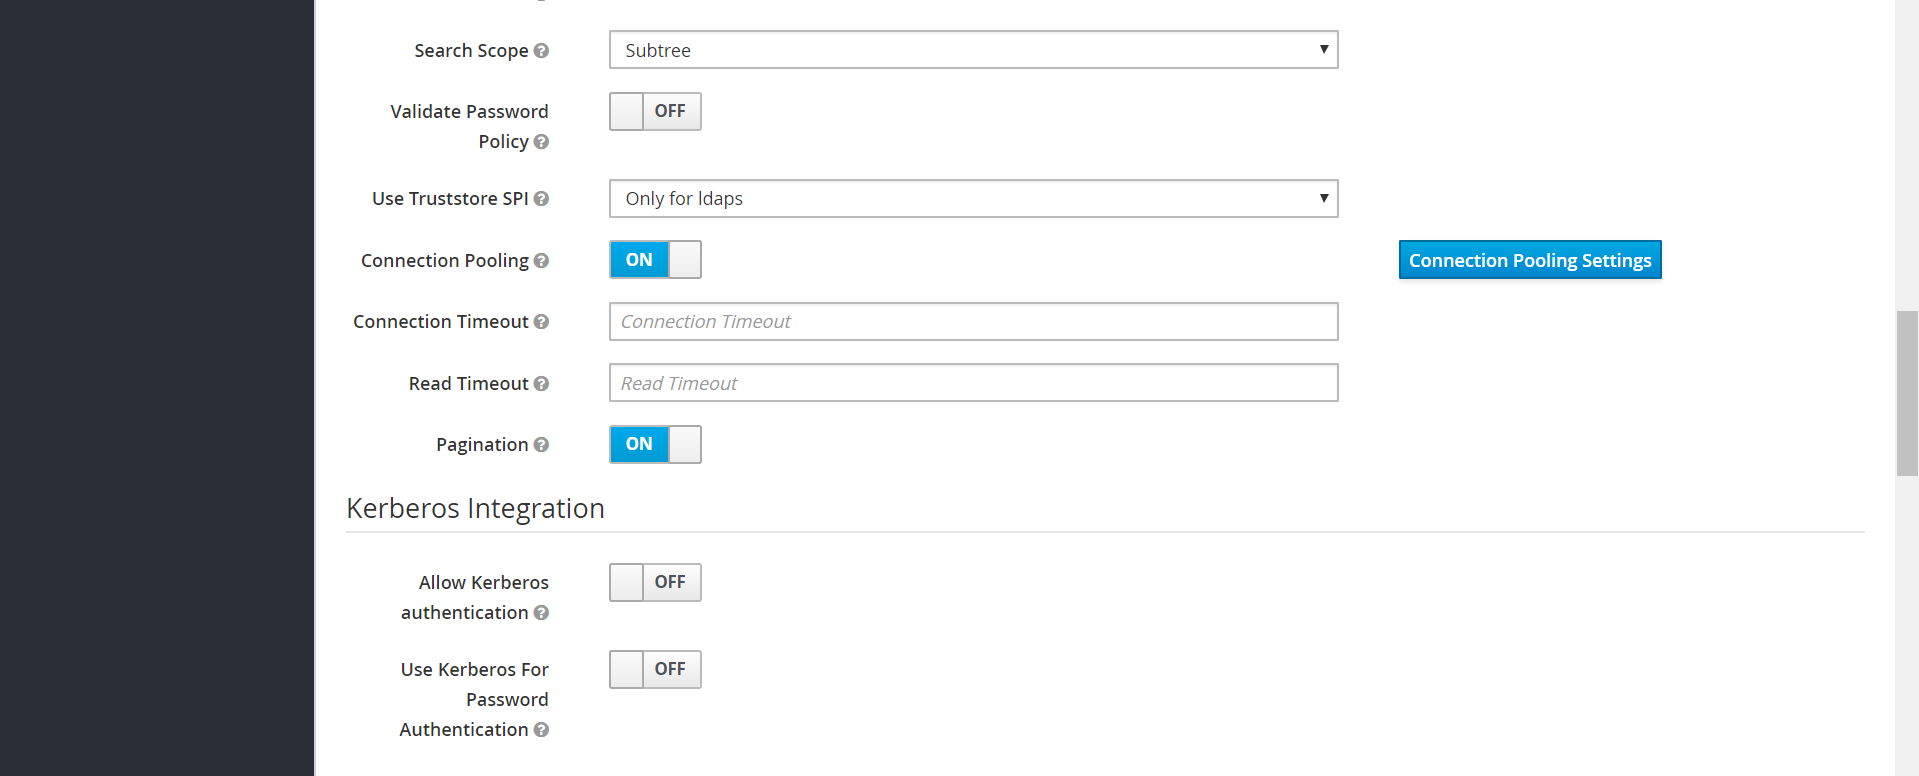 Search Scope
Subtree
Validate Password
Policy
OFF
Use Truststore SPI
Only for ldaps
Connection Pooling
ON
Connection Pooling Settings
Connection Timeout
Connection Timeout
Read Timeout
Read Timeout
Pagination
ON
Kerberos Integration
Allow Kerberos
authentication
OFF
Use Kerberos For
Password
Authentication
OFF